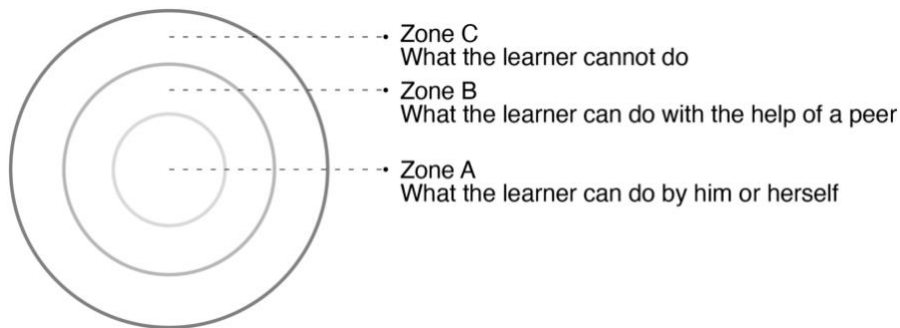 Zone C
What the learner cannot do
Zone B
What the learner can do with the help of a peer
Zone A
What the learner can do by him or herself